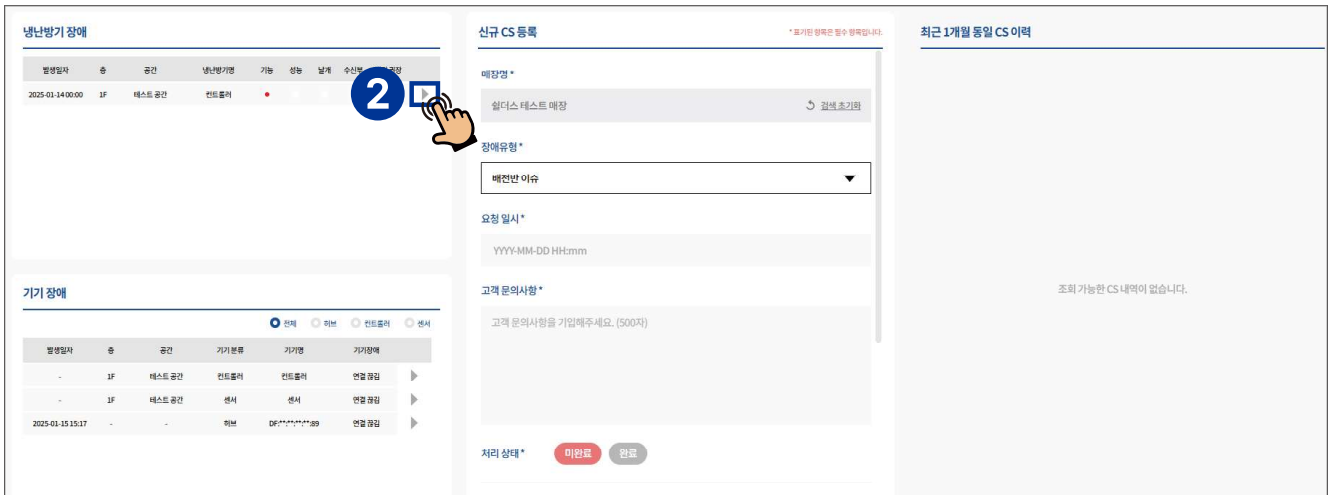 냉난방기 장애
발생일자 층 공간 냉난방기명 기능 성능 날개 수신부
2025-01-14 00:00 1F 테스트 공간 컨트롤러
2
기기 장애
전체 허브 컨트롤러 센서
발생일자 층 공간 기기 분류 기기명 기기장애
- 1F 테스트 공간 컨트롤러 컨트롤러 연결 끊김
- 1F 테스트 공간 센서 센서 연결 끊김
2025-01-15 15:17 - - 허브 DF:**:**:**:**:89 연결 끊김
신규 CS 등록
* 표기된 항목은 필수 항목입니다.
매장명 *
쉴더스 테스트 매장
검색 초기화
장애유형 *
배전반 이슈
요청 일시 *
YYYY-MM-DD HH:mm
고객 문의사항 *
고객 문의사항을 기입해주세요. (500자)
처리 상태 * 미완료 완료
최근 1개월 동일 CS 이력
조회 가능한 CS 내역이 없습니다.